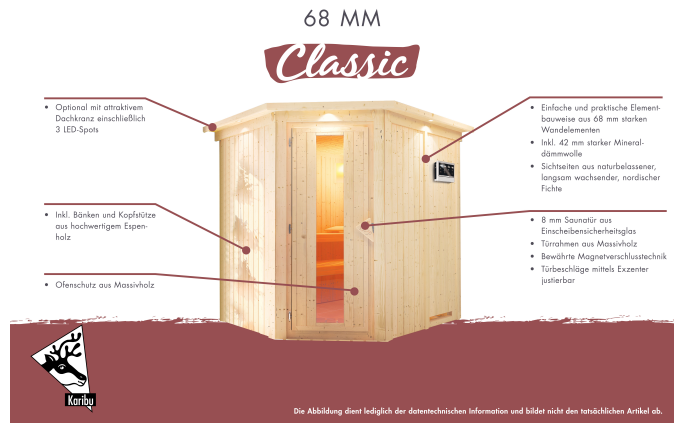 68 MM
Classic
• Optional mit attraktivem
Dachkranz einschließlich
3 LED-Spots
• Inkl. Bänken und Kopfstütze
aus hochwertigem Espen-
holz
• Ofenschutz aus Massivholz
• Einfache und praktische Element-
bauweise aus 68 mm starken
Wandelementen
• Inkl. 42 mm starker Mineral-
dämmwolle
• Sichtseiten aus naturbelassener,
langsam wachsender, nordischer
Fichte
• 8 mm Saunatür aus
Einscheibensicherheitsglas
• Türrahmen aus Massivholz
• Bewährte Magnetverschlusstechnik
• Türbeschläge mittels Exzenter
justierbar
Karibu
Die Abbildung dient lediglich der datentechnischen Information und bildet nicht den tatsächlichen Artikel ab.